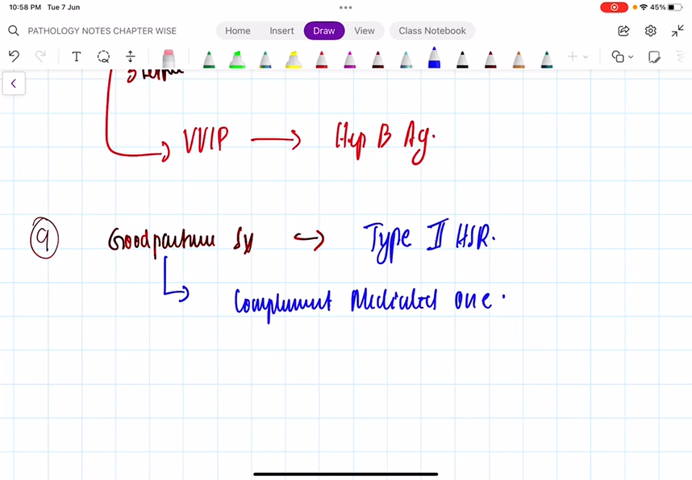 10:58 PM Tue 7 Jun
45%
PATHOLOGY NOTES CHAPTER WISE
Home Insert Draw View Class Notebook
VVIP → Hep B Ag.
9 Goodpasture Sy → Type II HSR.
Complement Mediated one.